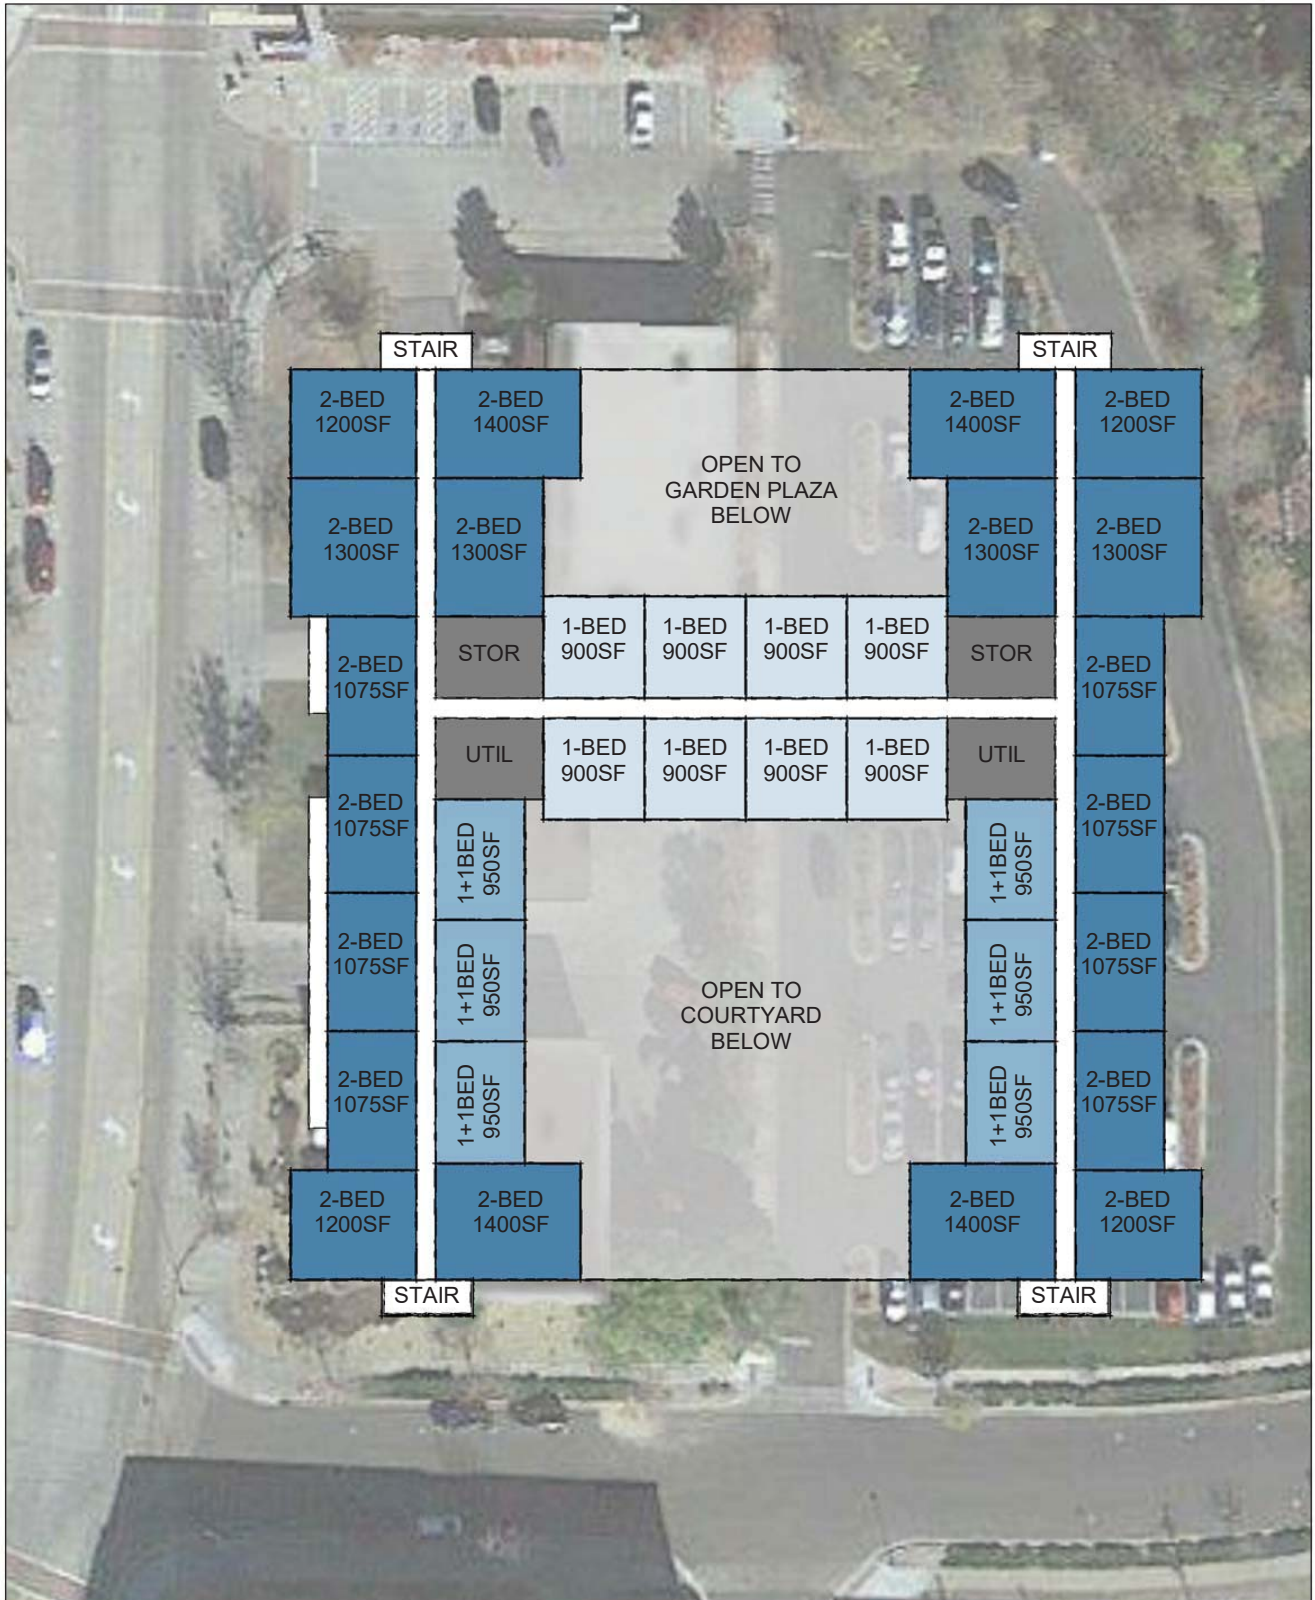 STAIR
STAIR
2-BED
1200SF
2-BED
1400SF
2-BED
1400SF
2-BED
1200SF
OPEN TO
GARDEN PLAZA
BELOW
2-BED
1300SF
2-BED
1300SF
2-BED
1300SF
2-BED
1300SF
2-BED
1075SF
STOR
1-BED
900SF
1-BED
900SF
1-BED
900SF
1-BED
900SF
STOR
2-BED
1075SF
UTIL
1-BED
900SF
1-BED
900SF
1-BED
900SF
1-BED
900SF
UTIL
2-BED
1075SF
1+1BED
950SF
1+1BED
950SF
2-BED
1075SF
2-BED
1075SF
1+1BED
950SF
OPEN TO
COURTYARD
BELOW
1+1BED
950SF
2-BED
1075SF
2-BED
1075SF
1+1BED
950SF
1+1BED
950SF
2-BED
1075SF
2-BED
1200SF
2-BED
1400SF
2-BED
1400SF
2-BED
1200SF
STAIR
STAIR